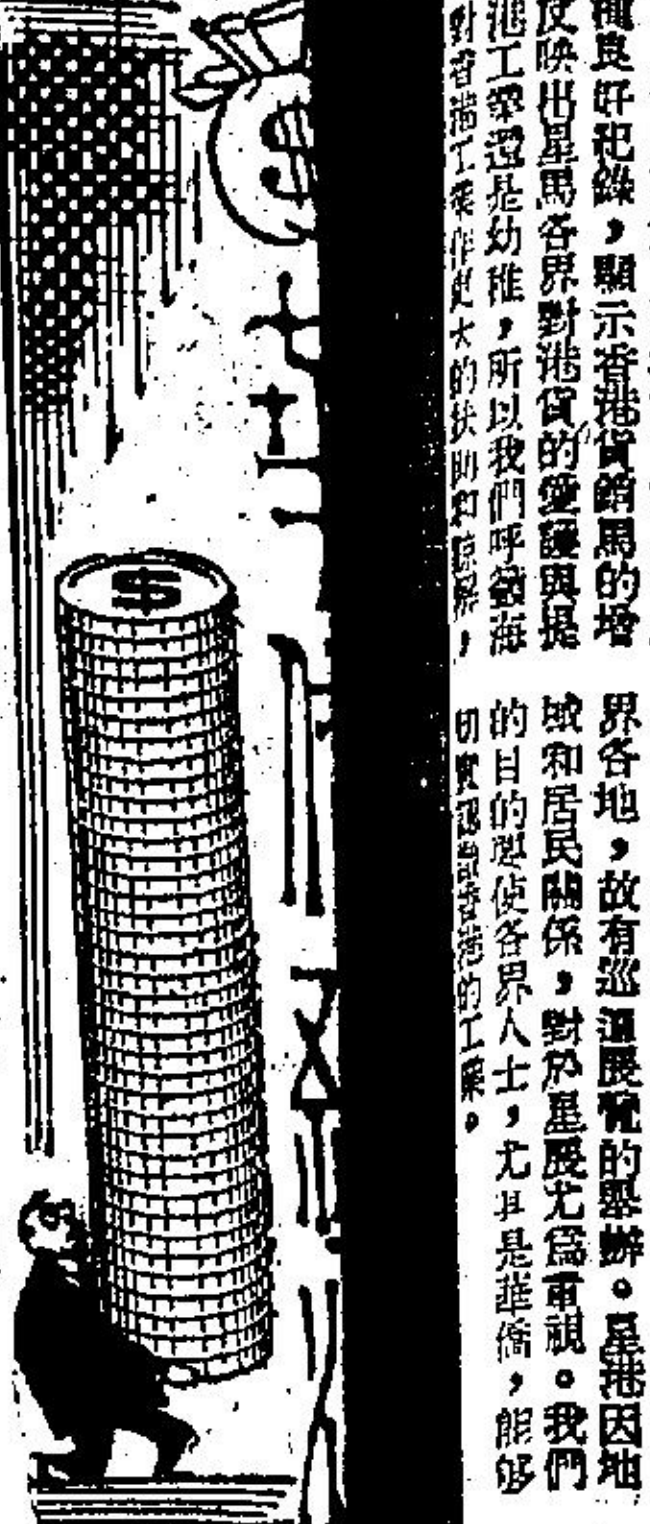 良好紀錄，顯示香港貨銷馬的增
反映出星馬各界對港貨的愛護與提
港工業還是幼稚，所以我們呼籲海
對香港工業作更大的扶助和諒解，
界各地，故有巡迴展覽的舉辦。星港因地
域和居民關係，對於星展尤爲重視。我們
的目的要使各界人士，尤其是華僑，能够
切實認識香港的工業。
$
$